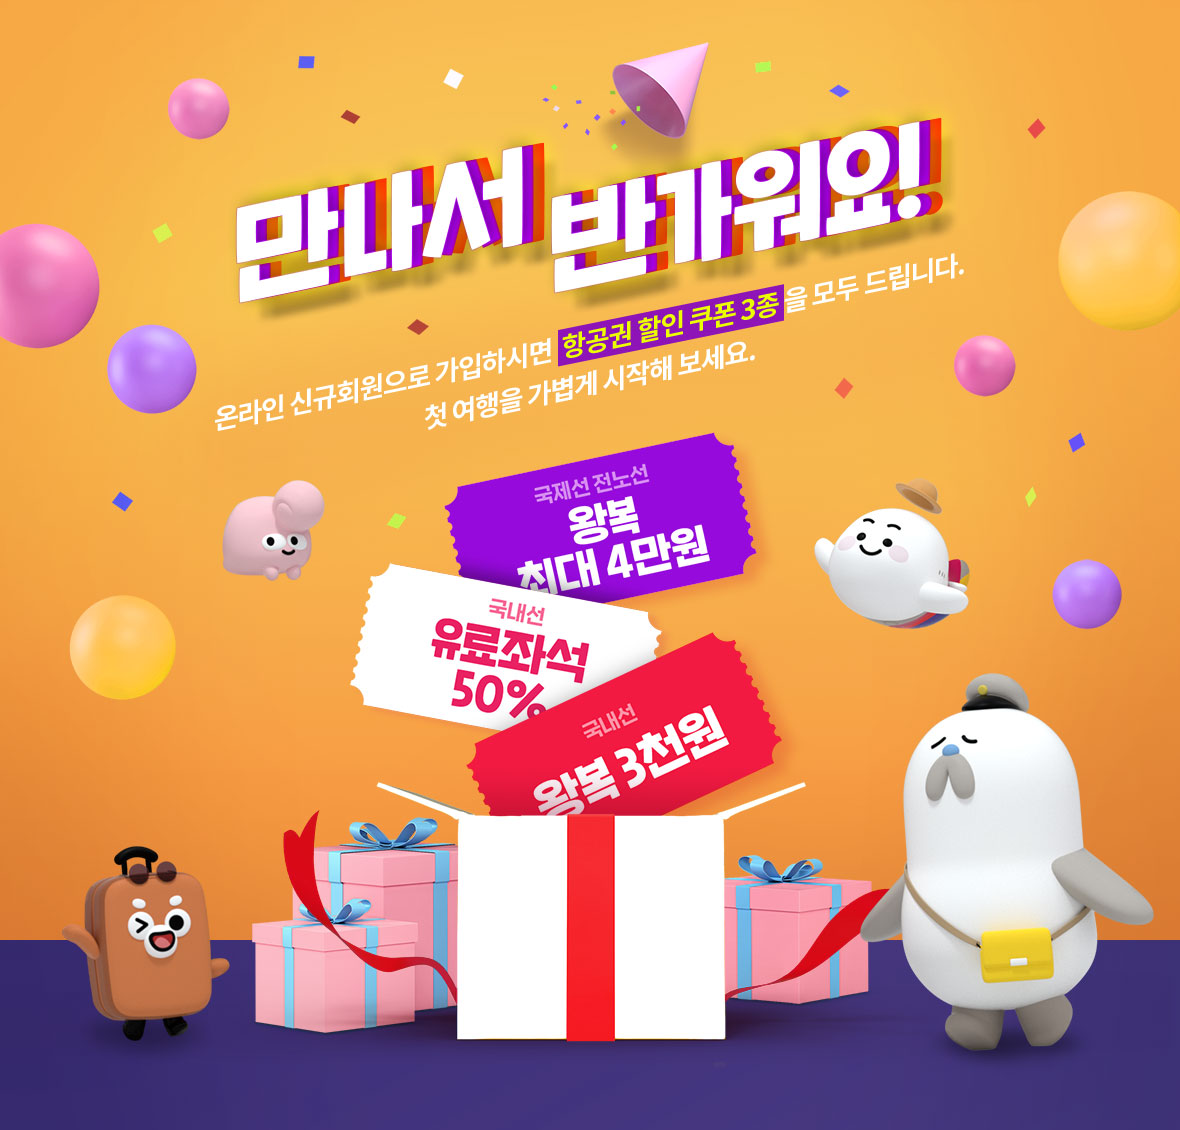 만나서 반가워요!
온라인 신규회원으로 가입하시면 항공권 할인 쿠폰 3종을 모두 드립니다.
첫 여행을 가볍게 시작해 보세요.
국제선 전노선
왕복
최대 4만원
국내선
유료좌석
50%
국내선
왕복 3천원